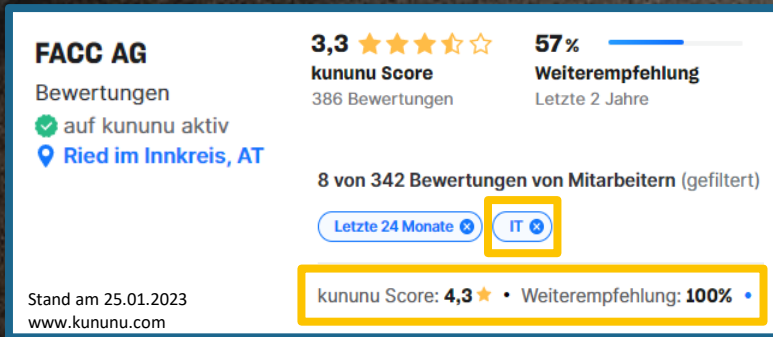 FACC AG
Bewertungen
auf kununu aktiv
Ried im Innkreis, AT
3,3
kununu Score
386 Bewertungen
57%
Weiterempfehlung
Letzte 2 Jahre
8 von 342 Bewertungen von Mitarbeitern (gefiltert)
Letzte 24 Monate IT
kununu Score: 4,3 • Weiterempfehlung: 100% •
Stand am 25.01.2023
www.kununu.com